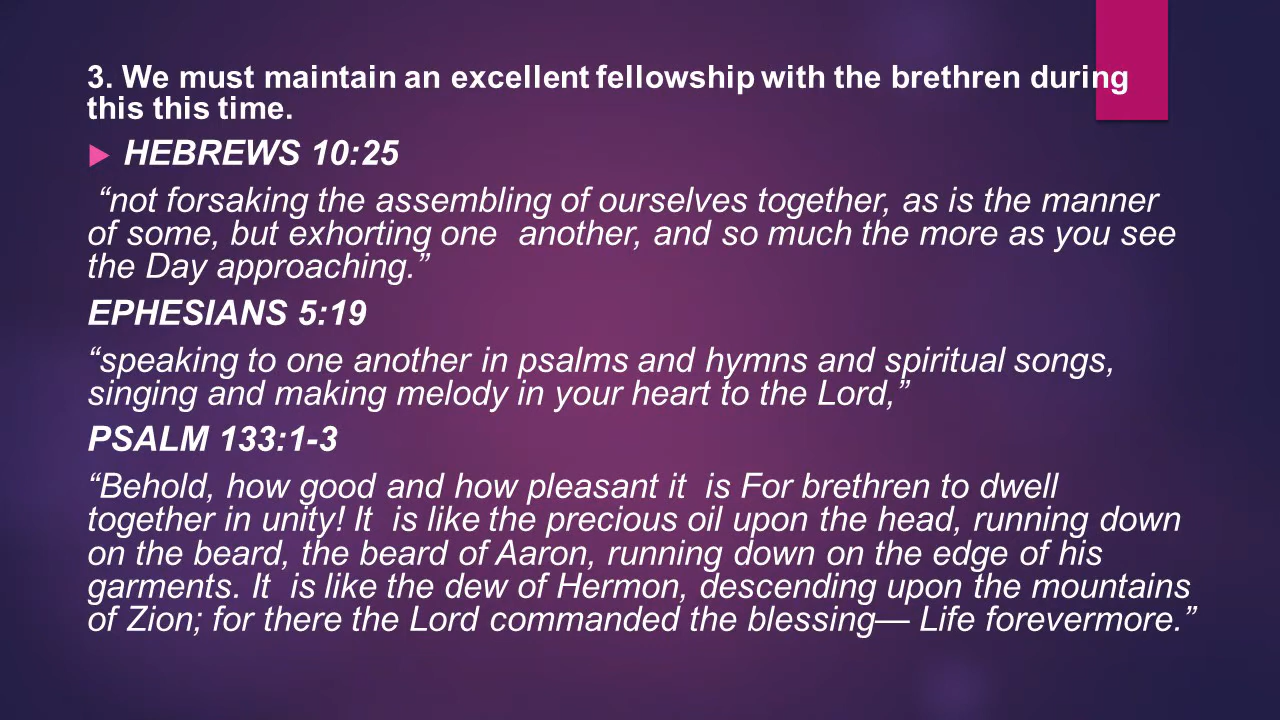 3. We must maintain an excellent fellowship with the brethren during
this this time.
HEBREWS 10:25
“not forsaking the assembling of ourselves together, as is the manner
of some, but exhorting one another, and so much the more as you see
the Day approaching.”
EPHESIANS 5:19
“speaking to one another in psalms and hymns and spiritual songs,
singing and making melody in your heart to the Lord,”
PSALM 133:1-3
“Behold, how good and how pleasant it is For brethren to dwell
together in unity! It is like the precious oil upon the head, running down
on the beard, the beard of Aaron, running down on the edge of his
garments. It is like the dew of Hermon, descending upon the mountains
of Zion; for there the Lord commanded the blessing— Life forevermore.”